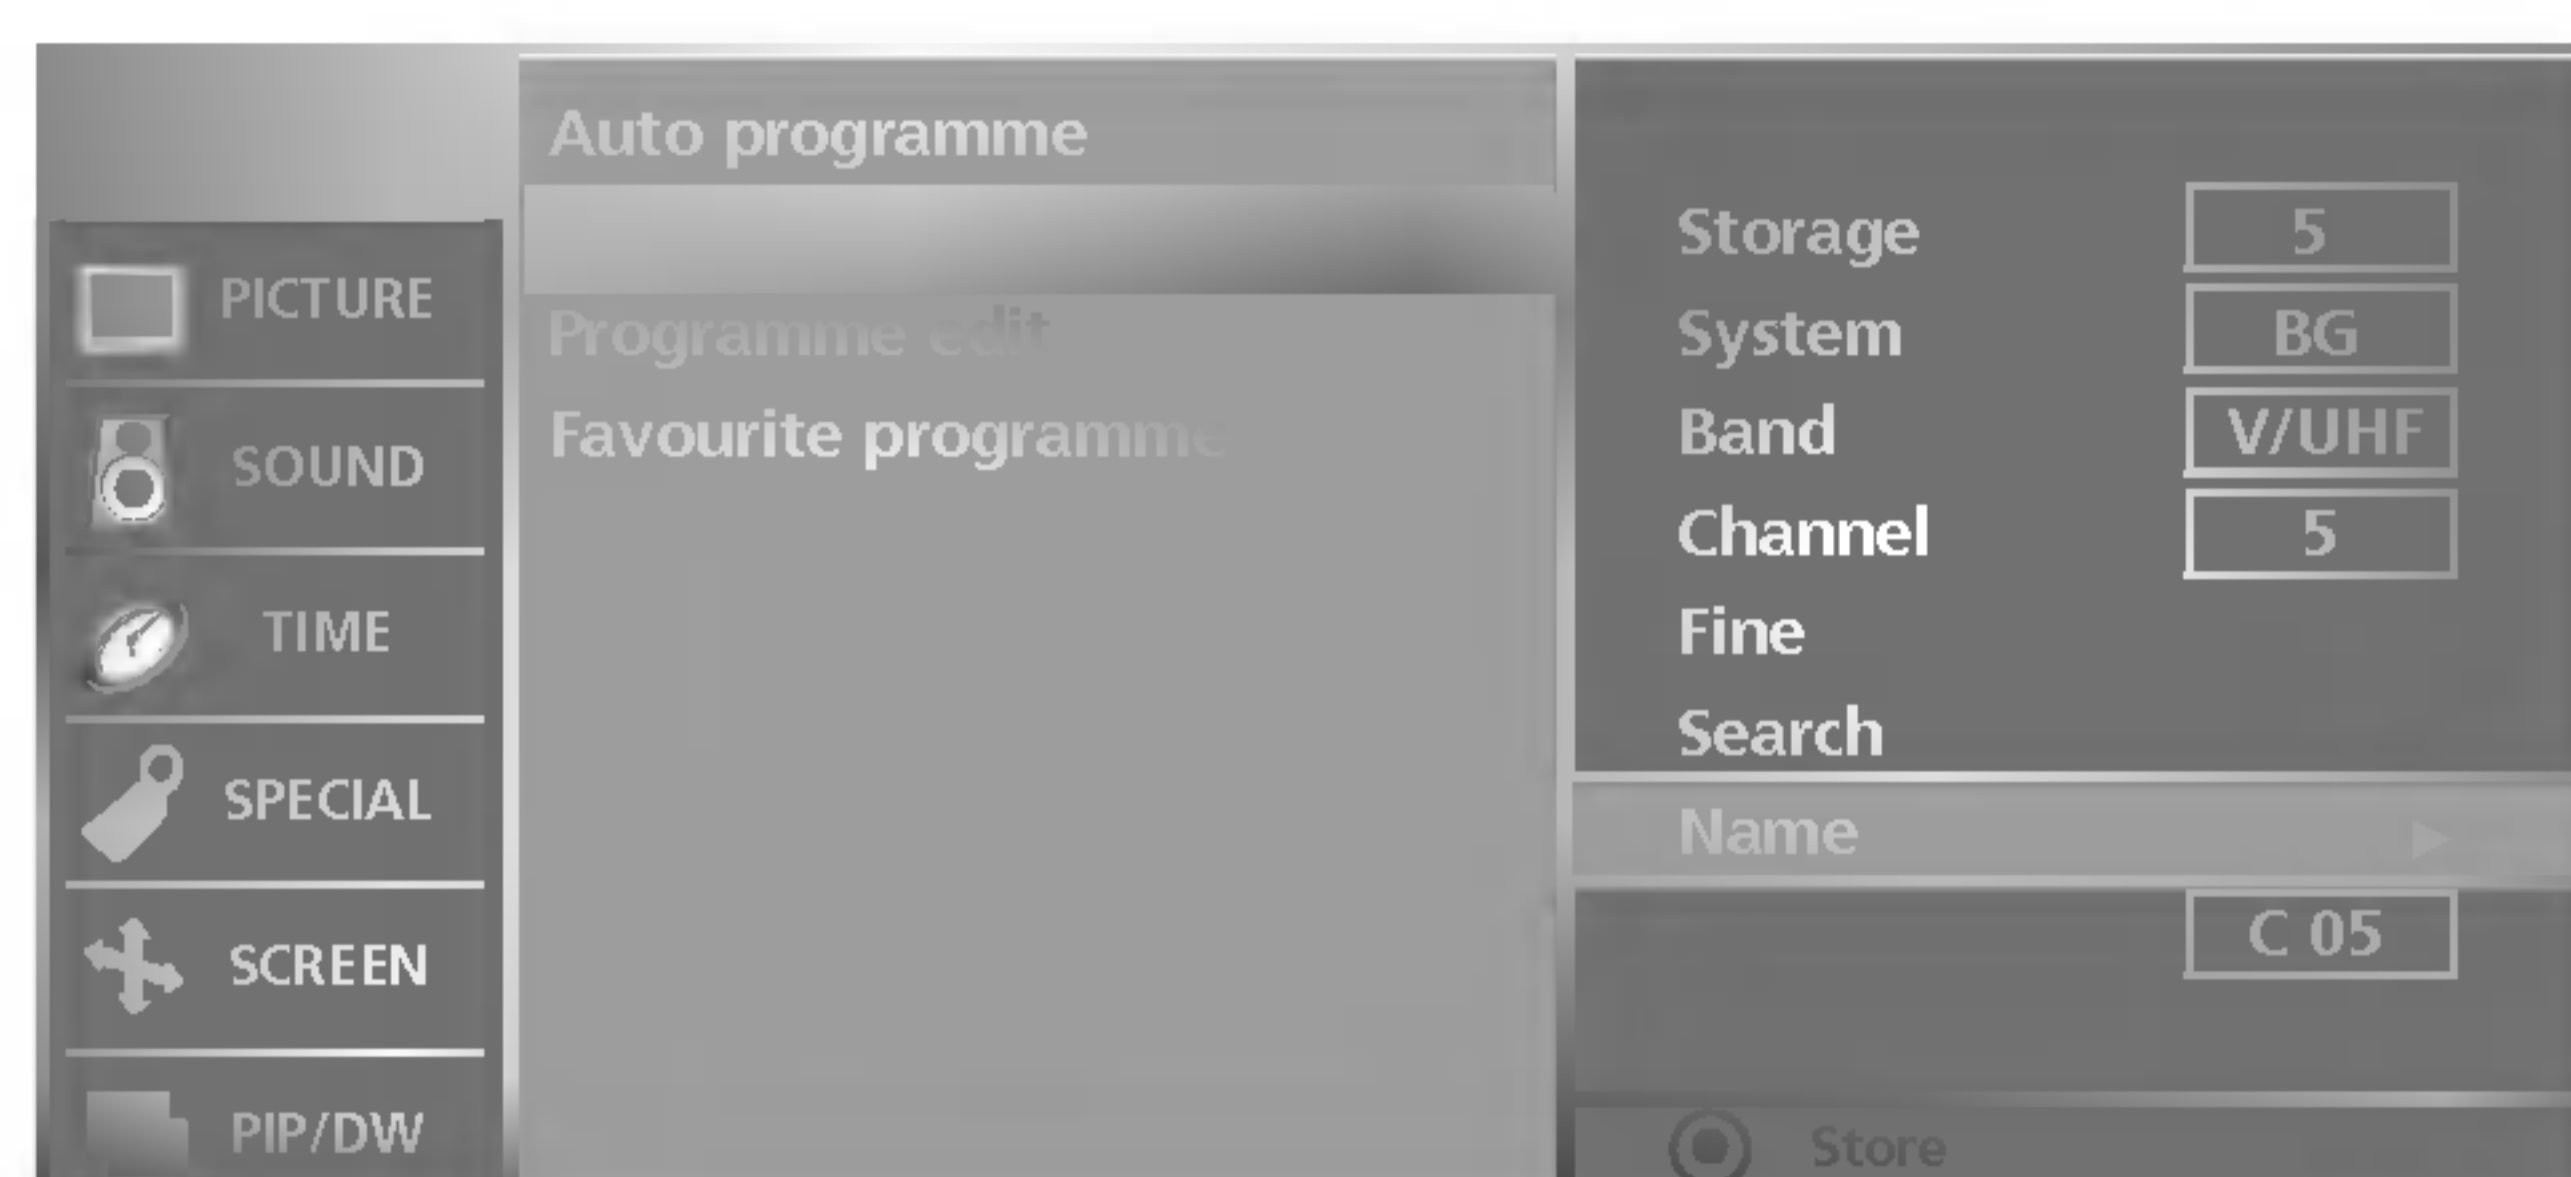 PICTURE
SOUND
TIME
SPECIAL
SCREEN
PIP/DW
Auto programme
Programme edit
Favourite programme
Storage 5
System BG
Band V/UHF
Channel 5
Fine
Search
Name
C 05
Store